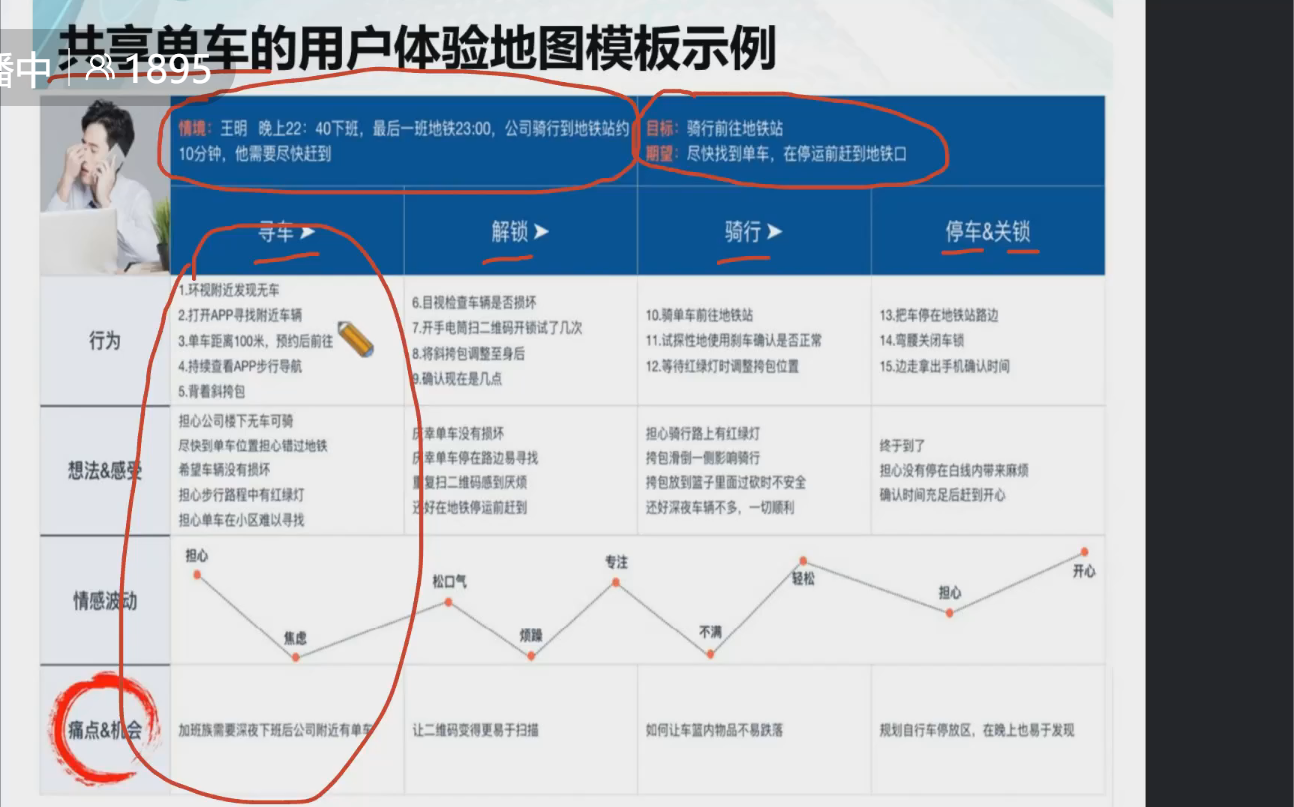 共享单车的用户体验地图模板示例
播中 1895
情境：王明 晚上22：40下班，最后一班地铁23:00，公司骑行到地铁站约
10分钟，他需要尽快赶到
目标：骑行前往地铁站
期望：尽快找到单车，在停运前赶到地铁口
寻车
解锁
骑行
停车&关锁
行为
1.环视附近发现无车
2.打开APP寻找附近车辆
3.单车距离100米，预约后前往
4.持续查看APP步行导航
5.背着斜挎包
6.目视检查车辆是否损坏
7.开手电筒扫二维码开锁试了几次
8.将斜挎包调整至身后
9.确认现在是几点
10.骑单车前往地铁站
11.试探性地使用刹车确认是否正常
12.等待红绿灯时调整挎包位置
13.把车停在地铁站路边
14.弯腰关闭车锁
15.边走拿出手机确认时间
想法&感受
担心公司楼下无车可骑
尽快到单车位置担心错过地铁
希望车辆没有损坏
担心步行路程中有红绿灯
担心单车在小区难以寻找
庆幸单车没有损坏
庆幸单车停在路边易寻找
重复扫二维码感到厌烦
还好在地铁停运前赶到
担心骑行路上有红绿灯
挎包滑倒一侧影响骑行
挎包放到篮子里面过砍时不安全
还好深夜车辆不多，一切顺利
终于到了
担心没有停在白线内带来麻烦
确认时间充足后赶到开心
情感波动
担心
焦虑
松口气
烦躁
专注
不满
轻松
担心
开心
痛点&机会
加班族需要深夜下班后公司附近有单车
让二维码变得更易于扫描
如何让车篮内物品不易跌落
规划自行车停放区，在晚上也易于发现